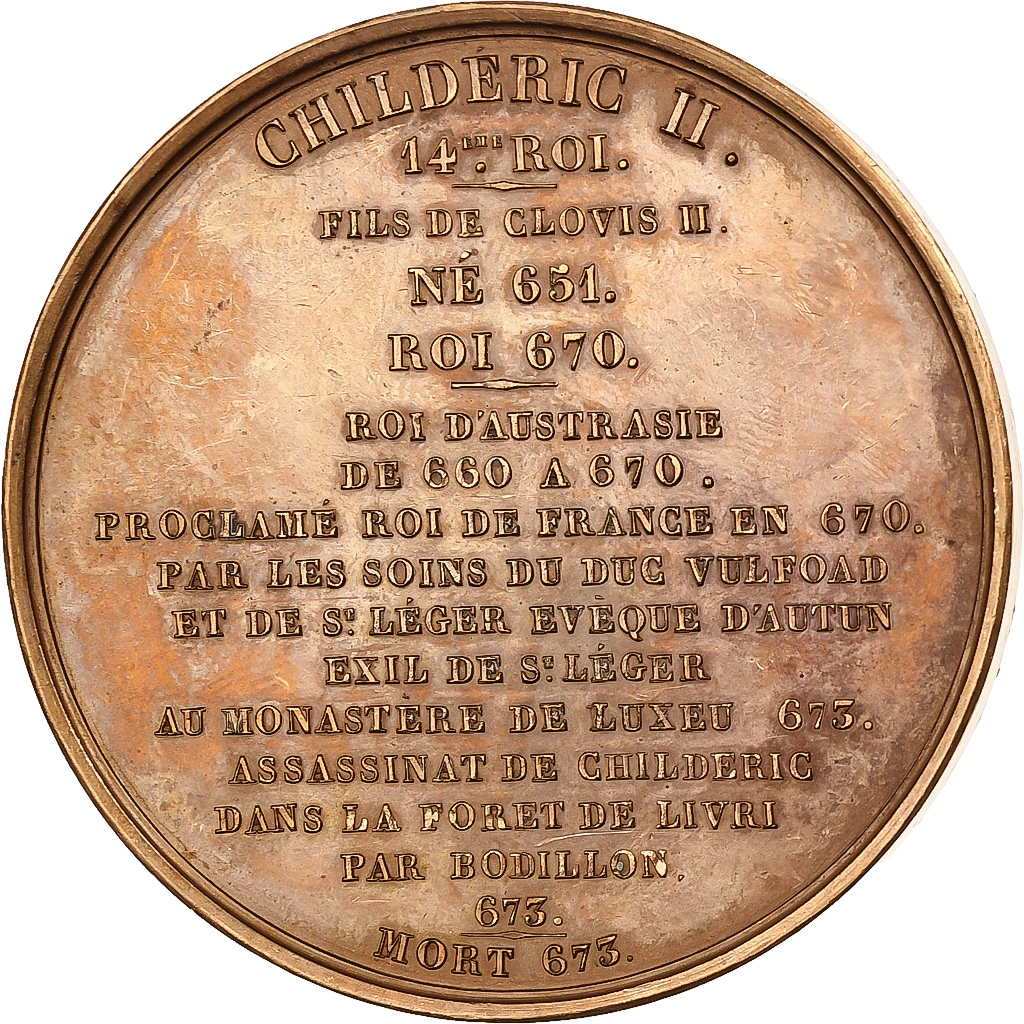 CHILDÉRIC II.
14ÈME. ROI.
FILS DE CLOVIS II.
NÉ 651.
ROI 670.
ROI D'AUSTRASIE
DE 660 A 670.
PROCLAMÉ ROI DE FRANCE EN 670.
PAR LES SOINS DU DUC VULFOAD
ET DE ST. LÉGER EVÈQUE D'AUTUN
EXIL DE ST. LÉGER
AU MONASTÈRE DE LUXEU 673.
ASSASSINAT DE CHILDERIC
DANS LA FORET DE LIVRI
PAR BODILLON.
673.
MORT 673.